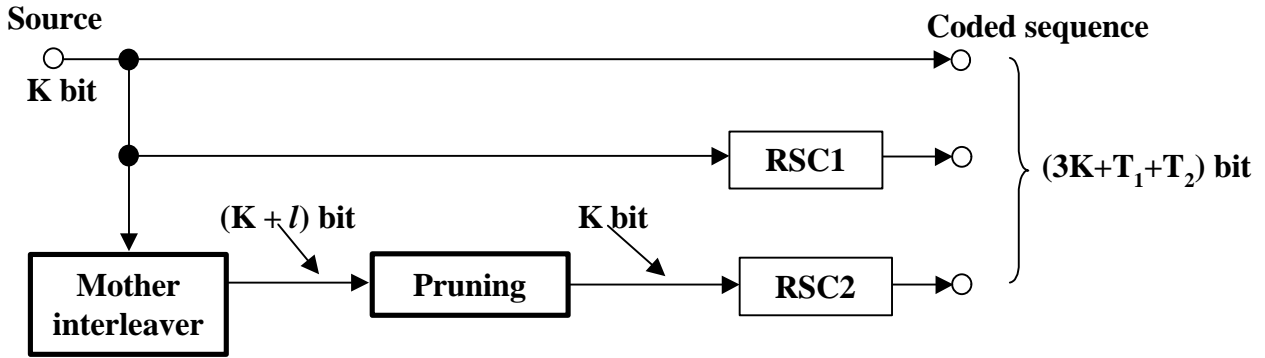 Source
Coded sequence
K bit
RSC1
(3K+T₁+T₂) bit
(K + l) bit
K bit
Mother
interleaver
Pruning
RSC2